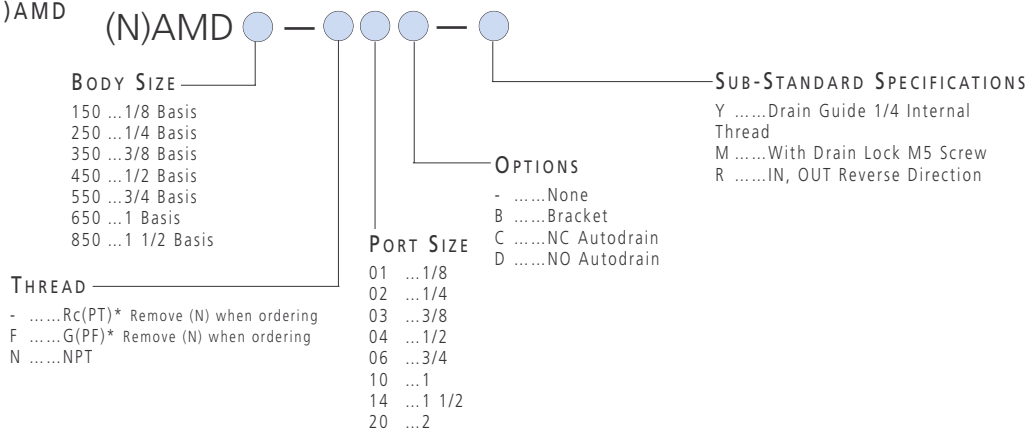 )AMD
(N)AMD — —
BODY SIZE
150 ...1/8 Basis
250 ...1/4 Basis
350 ...3/8 Basis
450 ...1/2 Basis
550 ...3/4 Basis
650 ...1 Basis
850 ...1 1/2 Basis
THREAD
- ......Rc(PT)* Remove (N) when ordering
F ......G(PF)* Remove (N) when ordering
N ......NPT
PORT SIZE
01 ...1/8
02 ...1/4
03 ...3/8
04 ...1/2
06 ...3/4
10 ...1
14 ...1 1/2
20 ...2
OPTIONS
- ......None
B ......Bracket
C ......NC Autodrain
D ......NO Autodrain
SUB-STANDARD SPECIFICATIONS
Y ......Drain Guide 1/4 Internal
Thread
M ......With Drain Lock M5 Screw
R ......IN, OUT Reverse Direction